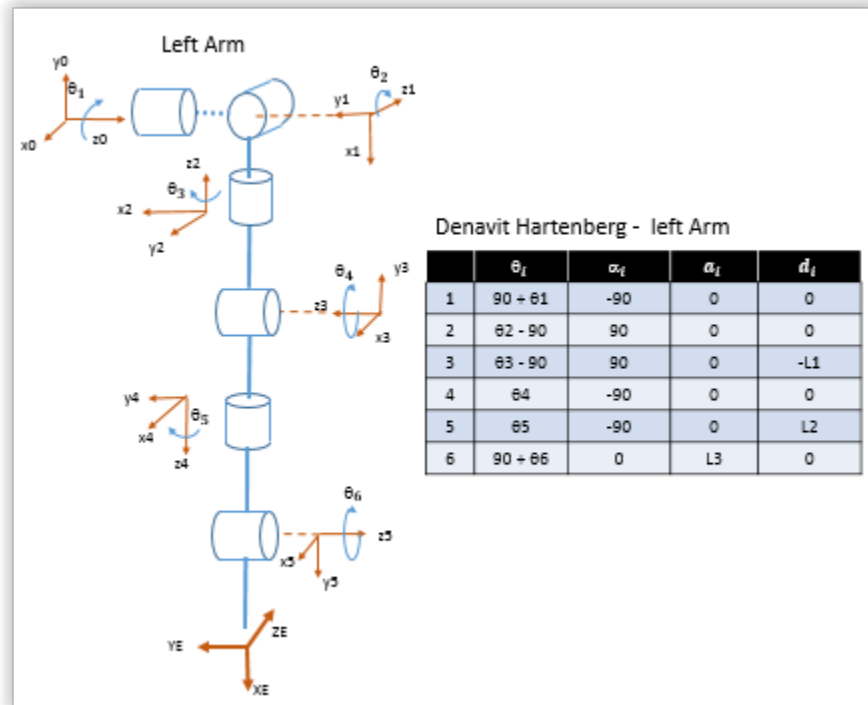 Left Arm
y0
θ1
x0
z0
θ2
z1
y1
x1
z2
θ3
x2
y2
θ4
y3
z3
x3
y4
θ5
x4
z4
θ6
z5
x5
y5
ZE
YE
XE
Denavit Hartenberg - left Arm
θi αi ai di
1 90 + θ1 -90 0 0
2 θ2 - 90 90 0 0
3 θ3 - 90 90 0 -L1
4 θ4 -90 0 0
5 θ5 -90 0 L2
6 90 + θ6 0 L3 0